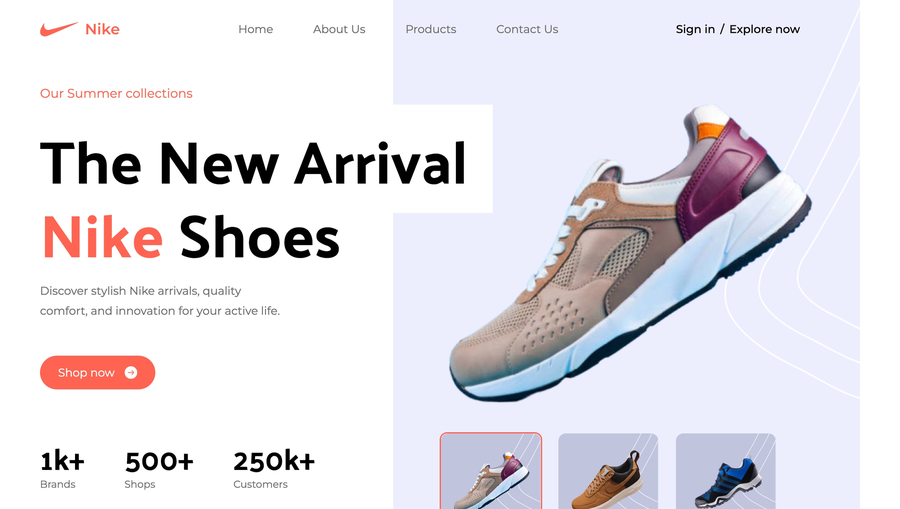 Nike
Home
About Us
Products
Contact Us
Sign in / Explore now
Our Summer collections
The New Arrival
Nike Shoes
Discover stylish Nike arrivals, quality
comfort, and innovation for your active life.
Shop now
1k+
500+
250k+
Brands
Shops
Customers